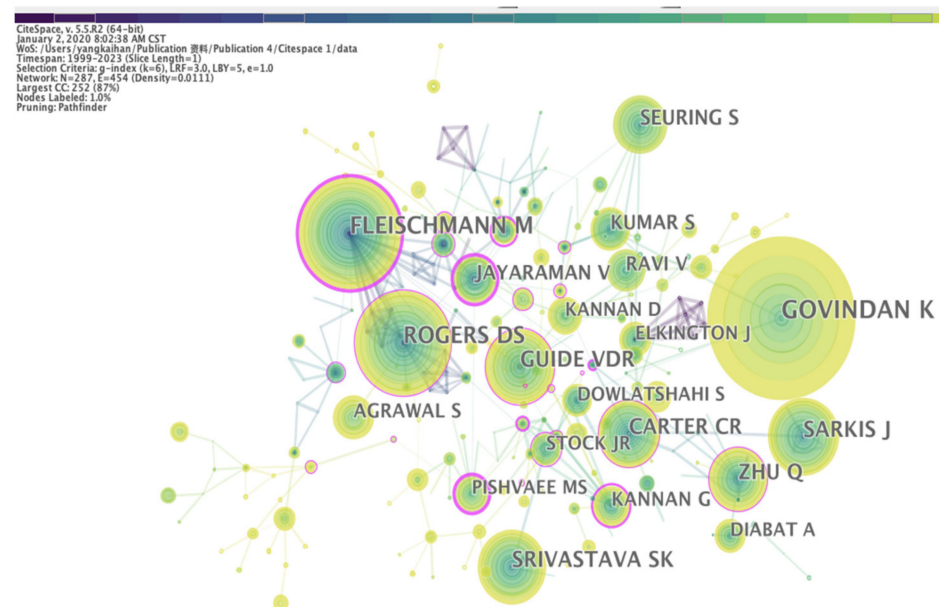 CiteSpace, v. 5.5.R2 (64-bit)
January 2, 2020 8:02:38 AM CST
WoS: /Users/yangkaihan/Publication 资料/Publication 4/Citespace 1/data
Timespan: 1999-2023 (Slice Length=1)
Selection Criteria: g-index (k=6), LRF=3.0, LBY=5, e=1.0
Network: N=287, E=454 (Density=0.0111)
Largest CC: 252 (87%)
Nodes Labeled: 1.0%
Pruning: Pathfinder
SEURING S
FLEISCHMANN M
KUMAR S
JAYARAMAN V
RAVI V
KANNAN D
GOVINDAN K
ROGERS DS
ELKINGTON J
GUIDE VDR
DOWLATSHAHI S
AGRAWAL S
CARTER CR
SARKIS J
STOCK JR
ZHU Q
PISHVAEE MS
KANNAN G
DIABAT A
SRIVASTAVA SK